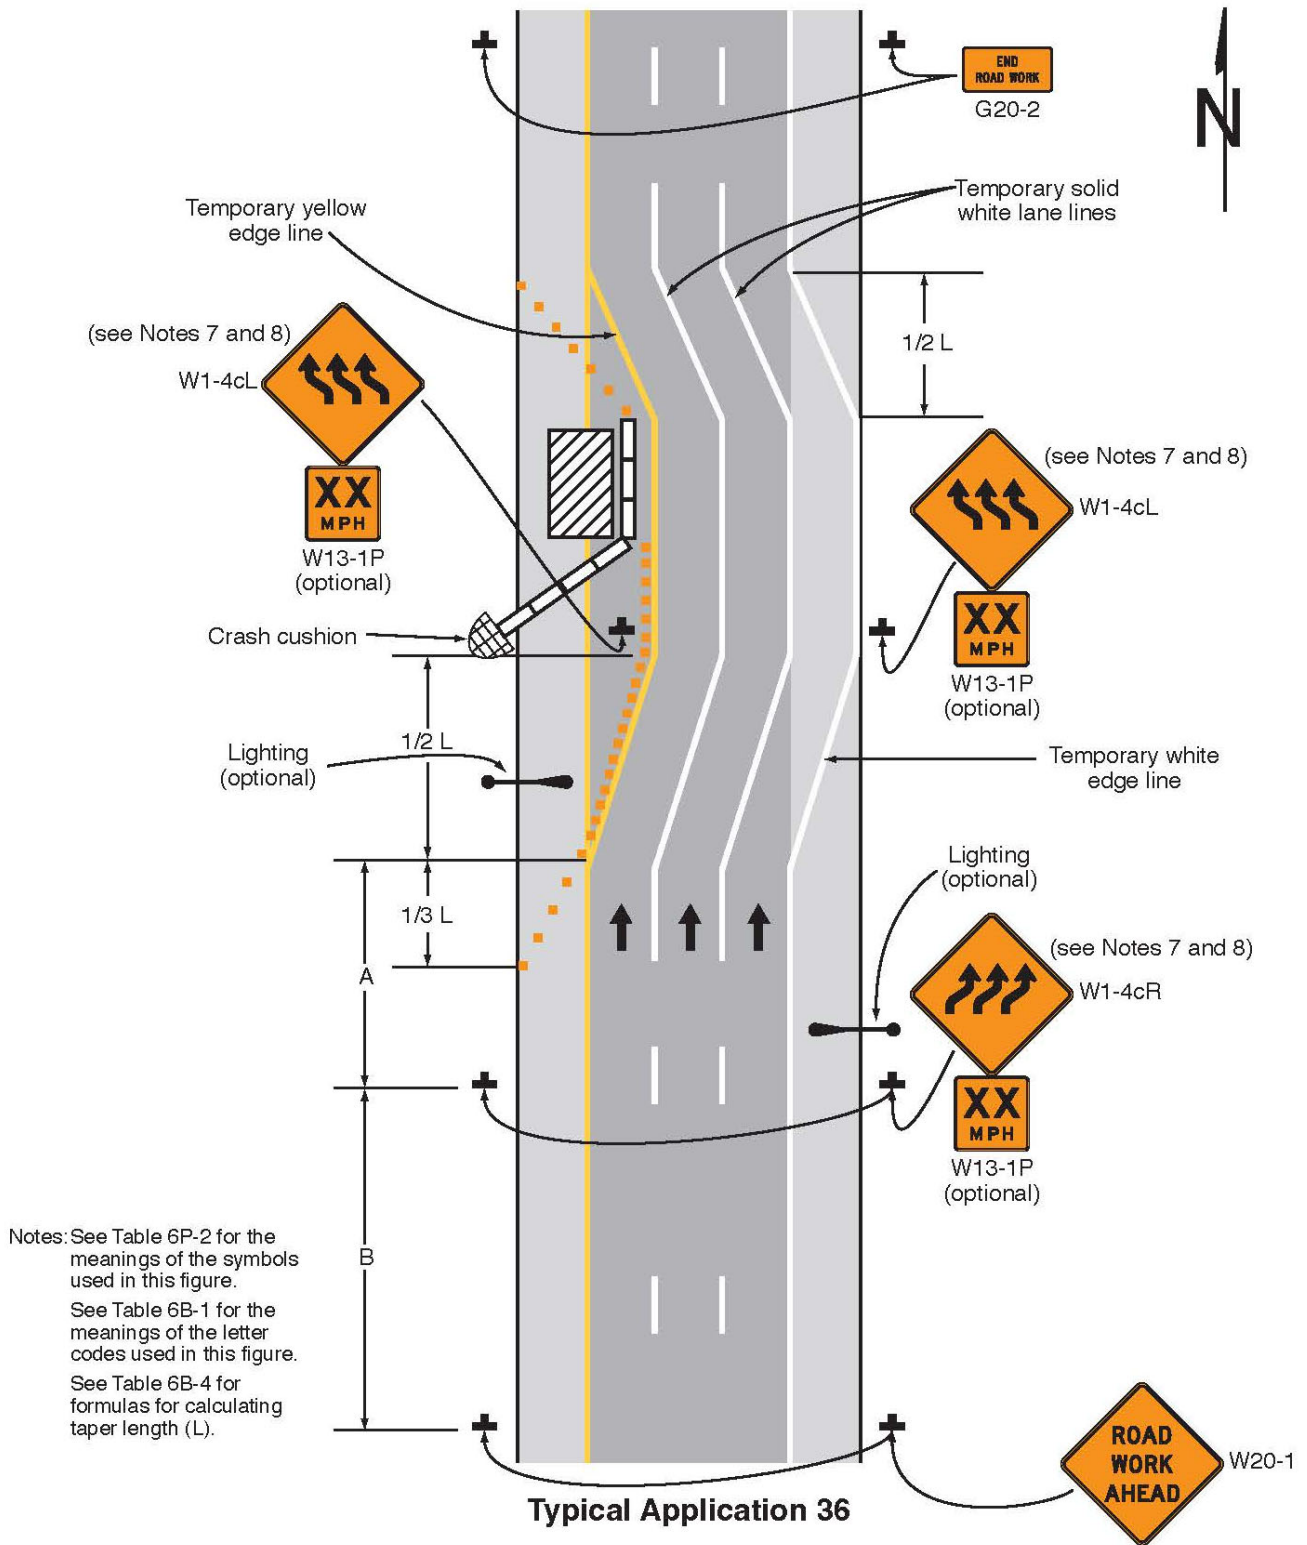 END
ROAD WORK
G20-2
N
Temporary yellow
edge line
Temporary solid
white lane lines
(see Notes 7 and 8)
W1-4cL
XX
MPH
W13-1P
(optional)
1/2 L
(see Notes 7 and 8)
W1-4cL
XX
MPH
W13-1P
(optional)
Crash cushion
1/2 L
Lighting
(optional)
Temporary white
edge line
Lighting
(optional)
1/3 L
A
(see Notes 7 and 8)
W1-4cR
XX
MPH
W13-1P
(optional)
B
Notes: See Table 6P-2 for the
meanings of the symbols
used in this figure.
See Table 6B-1 for the
meanings of the letter
codes used in this figure.
See Table 6B-4 for
formulas for calculating
taper length (L).
ROAD
WORK
AHEAD
W20-1
Typical Application 36